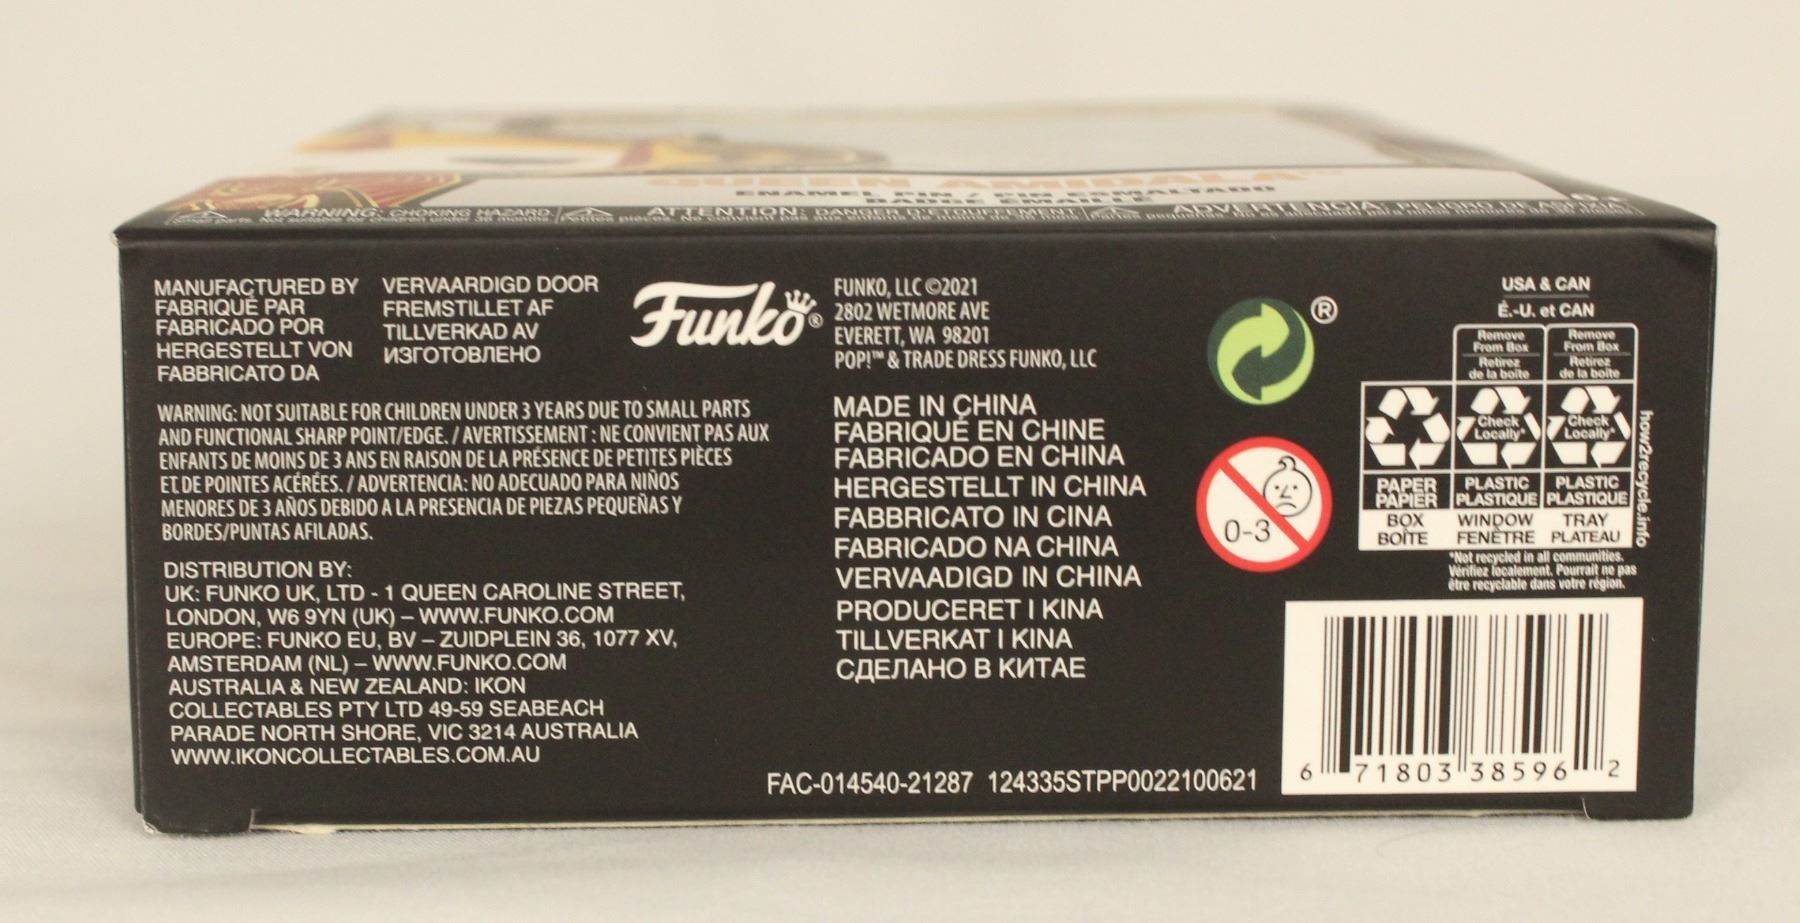 QUEEN AMIDALA™
ENAMEL PIN / PIN ESMALTADO
BADGE ÉMAILLÉ
WARNING: CHOKING HAZARD
ATTENTION: DANGER D'ÉTOUFFEMENT
ADVERTENCIA: PELIGRO DE
MANUFACTURED BY
FABRIQUÉ PAR
FABRICADO POR
HERGESTELLT VON
FABBRICATO DA
VERVAARDIGD DOOR
FREMSTILLET AF
TILLVERKAD AV
ИЗГОТОВЛЕНО
Funko®
FUNKO, LLC ©2021
2802 WETMORE AVE
EVERETT, WA 98201
POP!™ & TRADE DRESS FUNKO, LLC
WARNING: NOT SUITABLE FOR CHILDREN UNDER 3 YEARS DUE TO SMALL PARTS
AND FUNCTIONAL SHARP POINT/EDGE. / AVERTISSEMENT : NE CONVIENT PAS AUX
ENFANTS DE MOINS DE 3 ANS EN RAISON DE LA PRÉSENCE DE PETITES PIÈCES
ET DE POINTES ACÉRÉES. / ADVERTENCIA: NO ADECUADO PARA NIÑOS
MENORES DE 3 AÑOS DEBIDO A LA PRESENCIA DE PIEZAS PEQUEÑAS Y
BORDES/PUNTAS AFILADAS.
DISTRIBUTION BY:
UK: FUNKO UK, LTD - 1 QUEEN CAROLINE STREET,
LONDON, W6 9YN (UK) – WWW.FUNKO.COM
EUROPE: FUNKO EU, BV – ZUIDPLEIN 36, 1077 XV,
AMSTERDAM (NL) – WWW.FUNKO.COM
AUSTRALIA & NEW ZEALAND: IKON
COLLECTABLES PTY LTD 49-59 SEABEACH
PARADE NORTH SHORE, VIC 3214 AUSTRALIA
WWW.IKONCOLLECTABLES.COM.AU
MADE IN CHINA
FABRIQUÉ EN CHINE
FABRICADO EN CHINA
HERGESTELLT IN CHINA
FABBRICATO IN CINA
FABRICADO NA CHINA
VERVAADIGD IN CHINA
PRODUCERET I KINA
TILLVERKAT I KINA
СДЕЛАНО В КИТАЕ
FAC-014540-21287 124335STPP0022100621
®
0-3
USA & CAN
É.-U. et CAN
Remove
From Box
Retirez
de la boîte
Remove
From Box
Retirez
de la boîte
Check
Locally*
Check
Locally*
PAPER
PAPIER
PLASTIC
PLASTIQUE
PLASTIC
PLASTIQUE
BOX
BOÎTE
WINDOW
FENÊTRE
TRAY
PLATEAU
how2recycle.info
*Not recycled in all communities.
Vérifiez localement. Pourrait ne pas
être recyclable dans votre région.
6 71803 38596 2